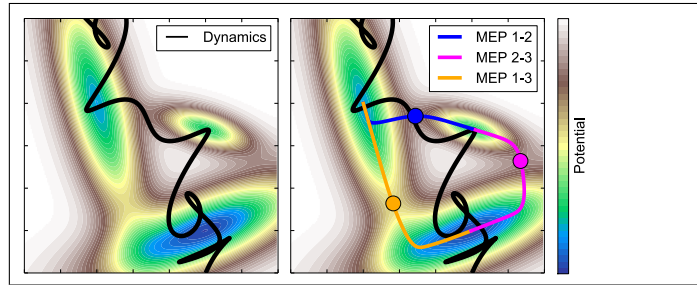 Dynamics
MEP 1-2
MEP 2-3
MEP 1-3
Potential